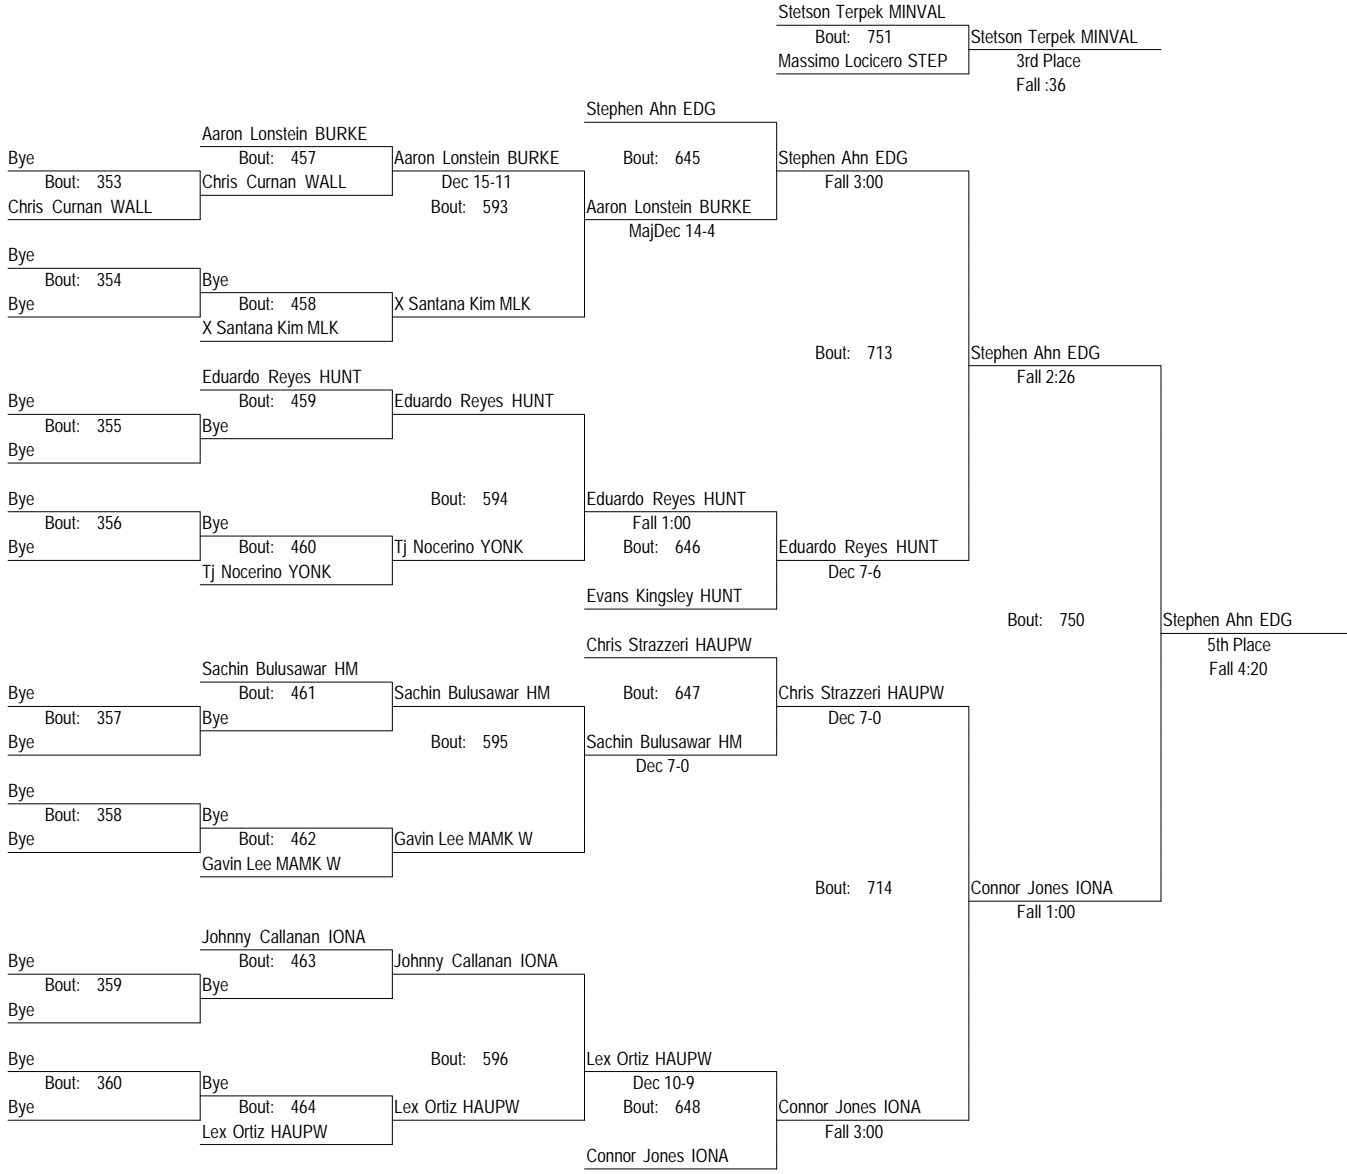 Stetson Terpek MINVAL
Bout: 751
Stetson Terpek MINVAL
Massimo Locicero STEP
3rd Place
Fall :36
Stephen Ahn EDG
Aaron Lonstein BURKE
Bye
Bout: 457
Aaron Lonstein BURKE
Bout: 645
Stephen Ahn EDG
Bout: 353
Chris Curnan WALL
Dec 15-11
Fall 3:00
Chris Curnan WALL
Bout: 593
Aaron Lonstein BURKE
MajDec 14-4
Bye
Bout: 354
Bye
Bye
Bout: 458
X Santana Kim MLK
X Santana Kim MLK
Bout: 713
Stephen Ahn EDG
Eduardo Reyes HUNT
Fall 2:26
Bye
Bout: 459
Eduardo Reyes HUNT
Bout: 355
Bye
Bye
Bye
Bout: 594
Eduardo Reyes HUNT
Bout: 356
Bye
Fall 1:00
Bye
Bout: 460
Tj Nocerino YONK
Bout: 646
Eduardo Reyes HUNT
Tj Nocerino YONK
Dec 7-6
Evans Kingsley HUNT
Bout: 750
Stephen Ahn EDG
Chris Strazzeri HAUPW
5th Place
Sachin Bulusawar HM
Fall 4:20
Bye
Bout: 461
Sachin Bulusawar HM
Bout: 647
Chris Strazzeri HAUPW
Bout: 357
Bye
Dec 7-0
Bye
Bout: 595
Sachin Bulusawar HM
Dec 7-0
Bye
Bout: 358
Bye
Bye
Bout: 462
Gavin Lee MAMK W
Gavin Lee MAMK W
Bout: 714
Connor Jones IONA
Fall 1:00
Johnny Callanan IONA
Bye
Bout: 463
Johnny Callanan IONA
Bout: 359
Bye
Bye
Bye
Bout: 596
Lex Ortiz HAUPW
Bout: 360
Bye
Dec 10-9
Bye
Bout: 464
Lex Ortiz HAUPW
Bout: 648
Connor Jones IONA
Lex Ortiz HAUPW
Fall 3:00
Connor Jones IONA